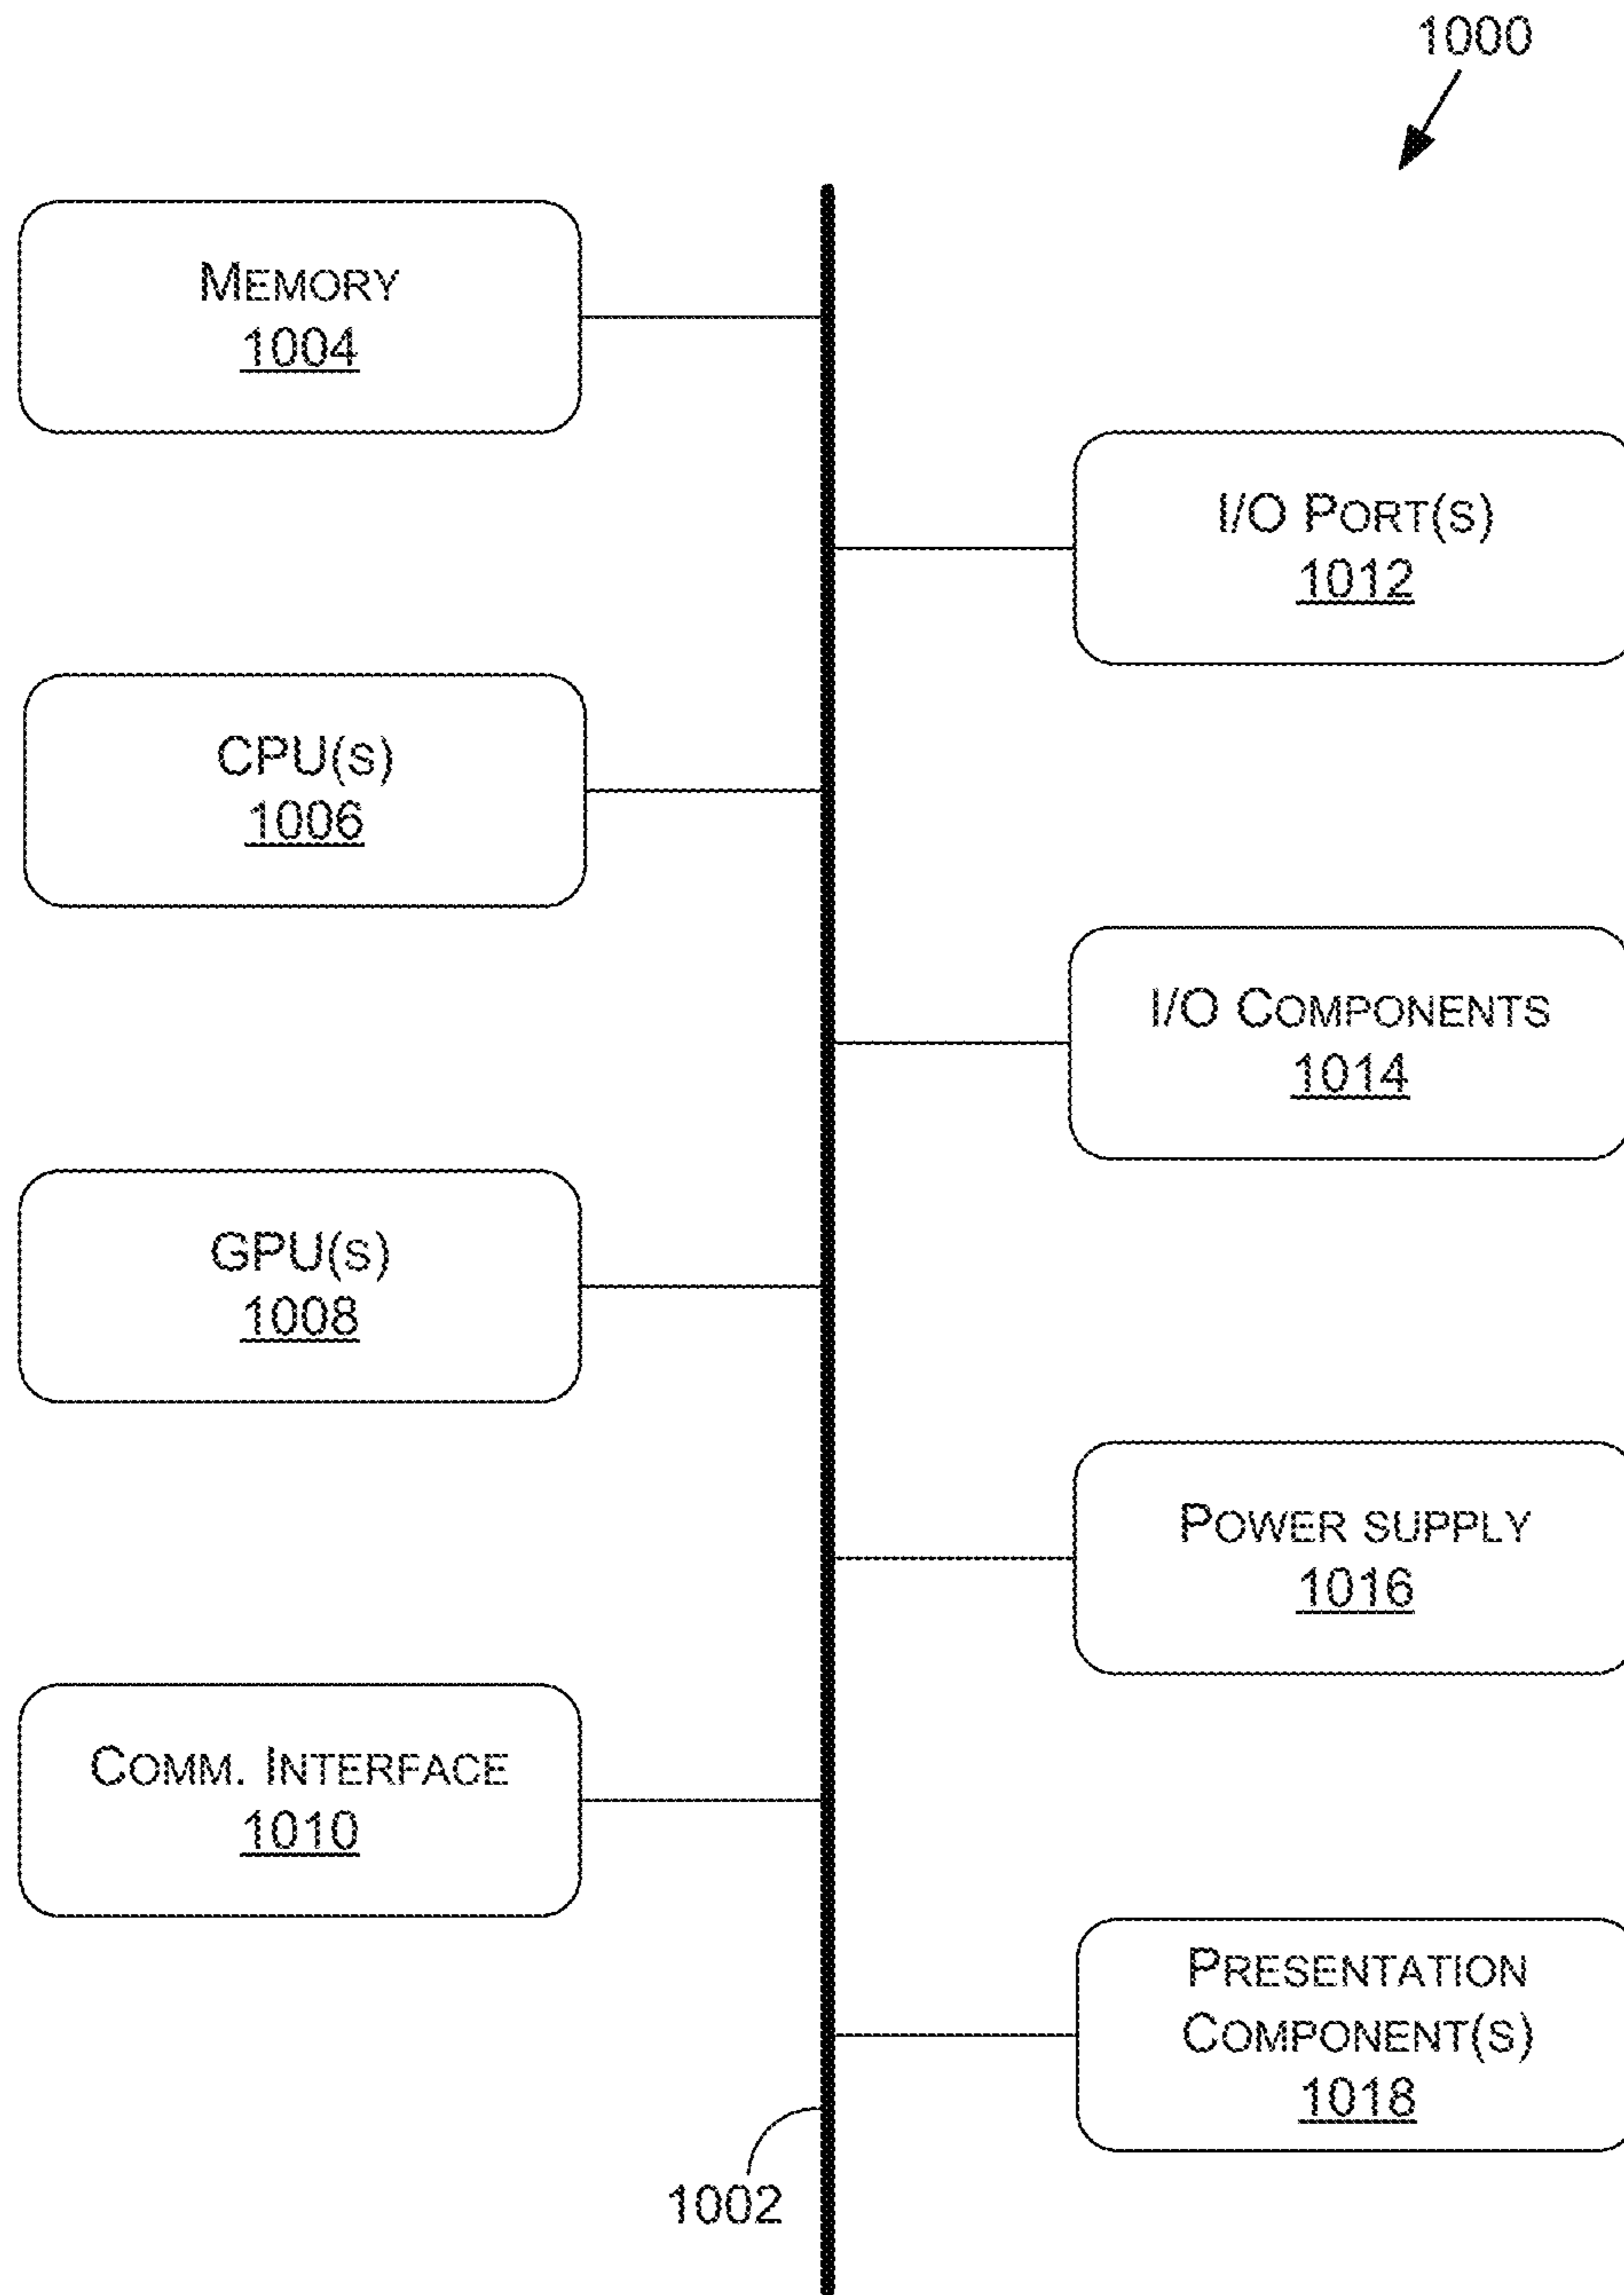 1000
MEMORY
1004
I/O PORT(S)
1012
CPU(S)
1006
I/O COMPONENTS
1014
GPU(S)
1008
POWER SUPPLY
1016
COMM. INTERFACE
1010
PRESENTATION
COMPONENT(S)
1018
1002